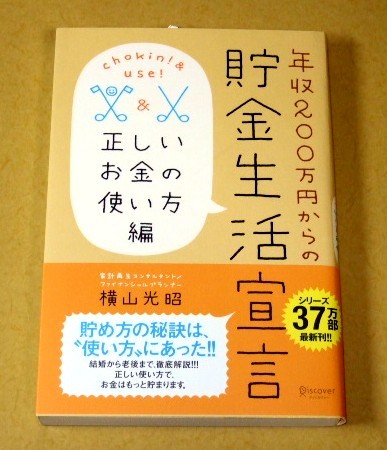 年収200万円からの
貯金生活宣言
chokin! &
use!
&
正しい
お金の
使い方
編
家計再生コンサルタント/
ファイナンシャルプランナー
横山光昭
シリーズ
37万部
最新刊!!
貯め方の秘訣は、
〝使い方〟にあった!!
結婚から老後まで、徹底解説!!!
正しい使い方で、
お金はもっと貯まります。
Discover